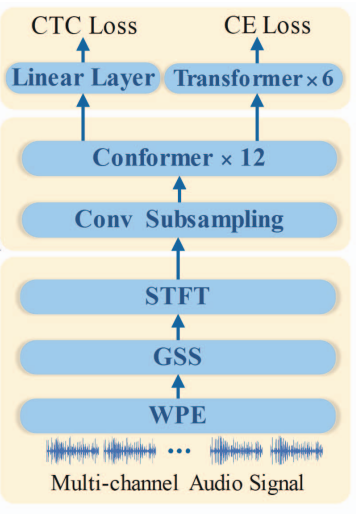 CTC Loss CE Loss
Linear Layer Transformer × 6
Conformer × 12
Conv Subsampling
STFT
GSS
WPE
...
Multi-channel Audio Signal